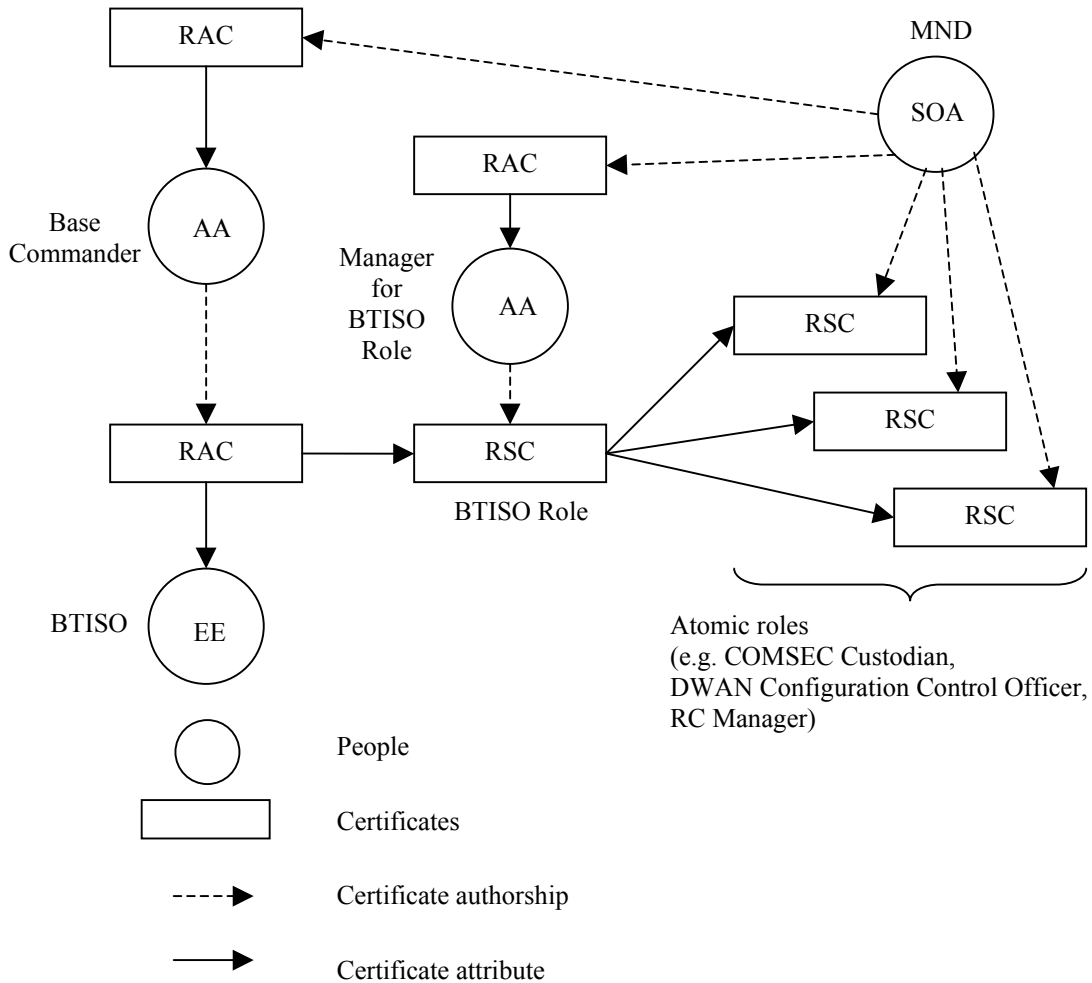 MND
RAC
SOA
RAC
Base
Commander
AA
Manager
for
BTISO
Role
AA
RSC
RSC
RAC
RSC
BTISO Role
RSC
BTISO
EE
Atomic roles
(e.g. COMSEC Custodian,
DWAN Configuration Control Officer,
RC Manager)
People
Certificates
Certificate authorship
Certificate attribute